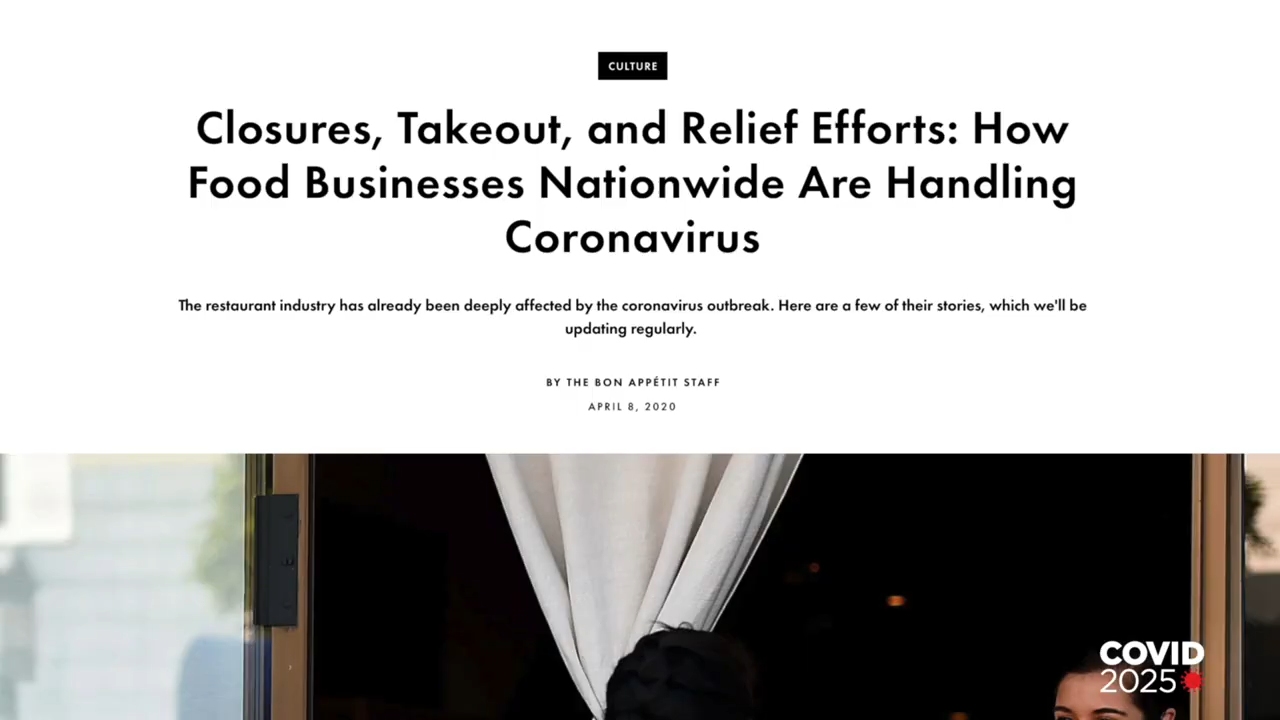 CULTURE
Closures, Takeout, and Relief Efforts: How
Food Businesses Nationwide Are Handling
Coronavirus
The restaurant industry has already been deeply affected by the coronavirus outbreak. Here are a few of their stories, which we'll be
updating regularly.
BY THE BON APPÉTIT STAFF
APRIL 8, 2020
COVID
2025